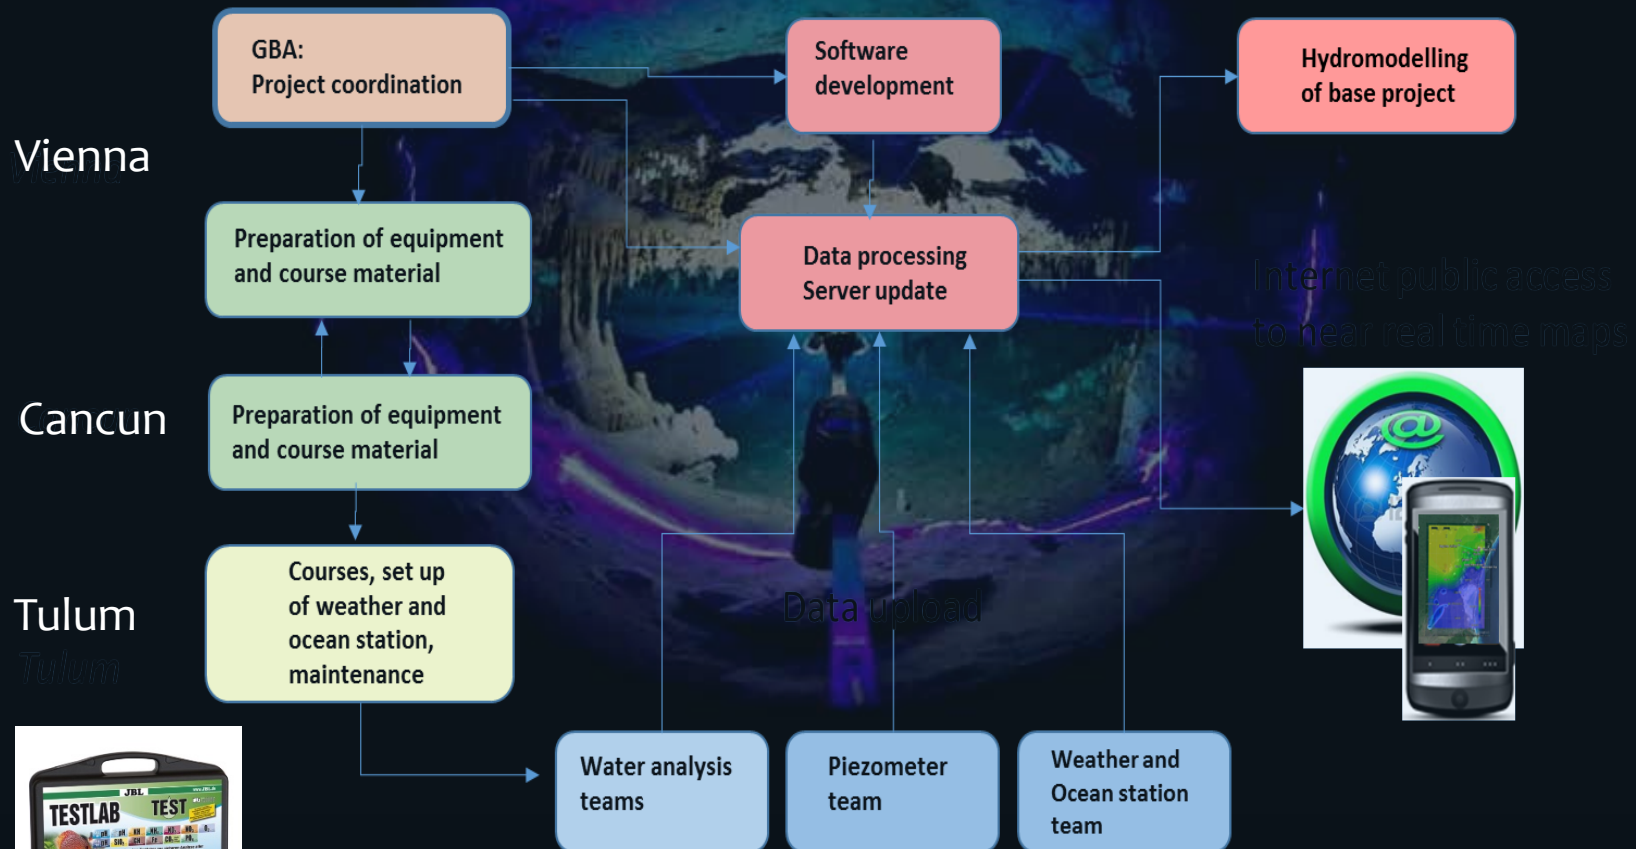 GBA:
Project coordination
Software
development
Hydromodelling
of base project
Vienna
Vienna
Preparation of equipment
and course material
Data processing
Server update
Internet public access
to near real time maps
Cancun
Preparation of equipment
and course material
@
Tulum
Tulum
Courses, set up
of weather and
ocean station,
maintenance
Data upload
Water analysis
teams
Piezometer
team
Weather and
Ocean station
team
JBL
TESTLAB
TEST